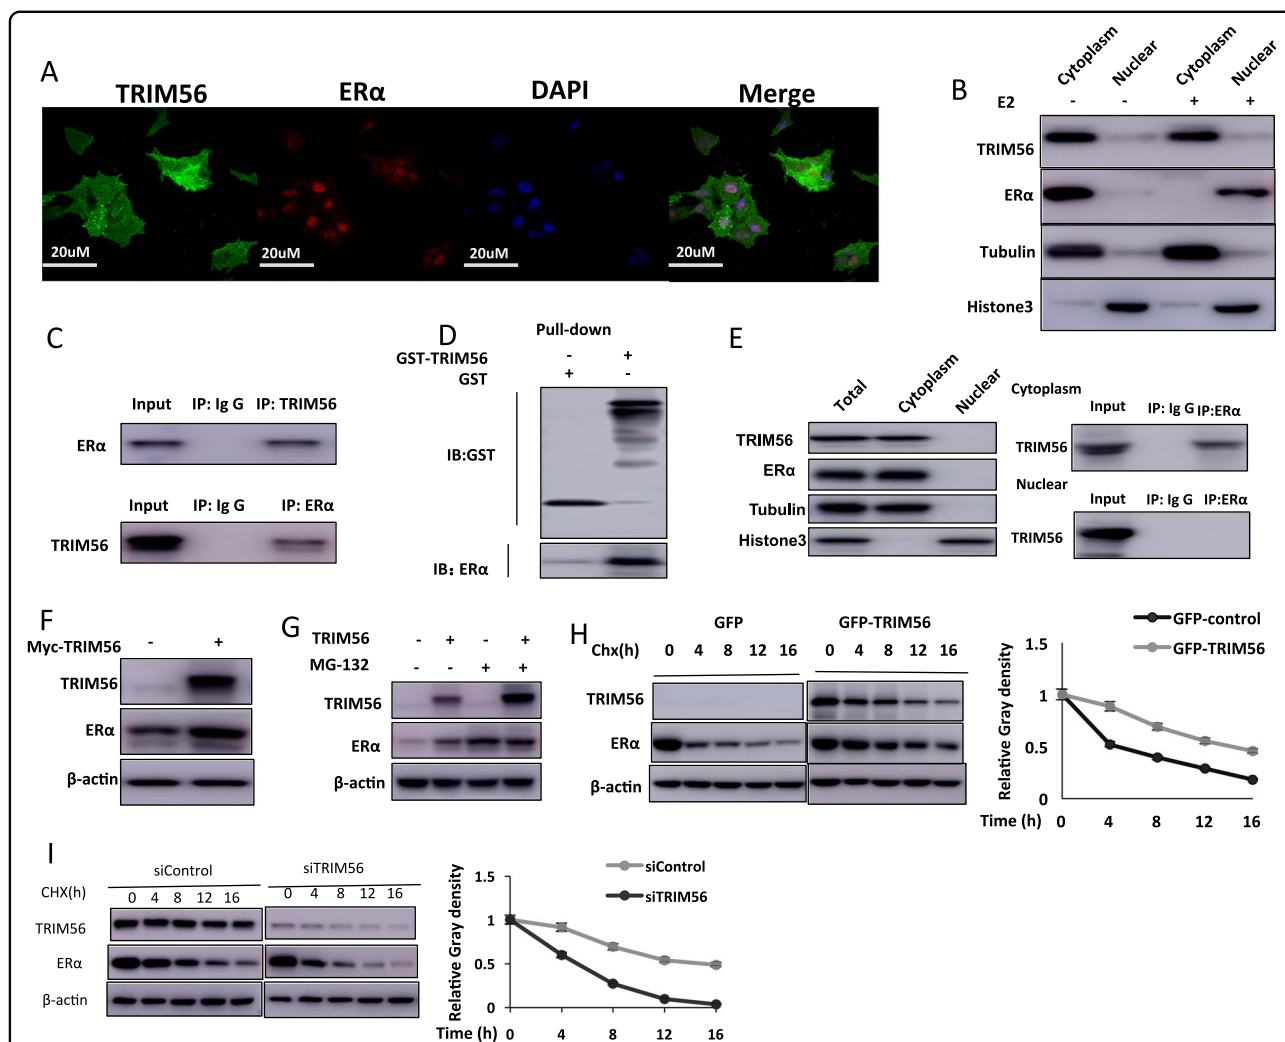 A
TRIM56 ERα DAPI Merge
20uM 20uM 20uM 20uM
B
Cytoplasm Nuclear Cytoplasm Nuclear
E2 - - + +
TRIM56
ERα
Tubulin
Histone3
C
Input IP: Ig G IP: TRIM56
ERα
Input IP: Ig G IP: ERα
TRIM56
D
Pull-down
GST-TRIM56 - +
GST + -
IB:GST
IB: ERα
E
Total Cytoplasm Nuclear
TRIM56
ERα
Tubulin
Histone3
Cytoplasm
Input IP: Ig G IP:ERα
TRIM56
Nuclear
Input IP: Ig G IP:ERα
TRIM56
F
Myc-TRIM56 - +
TRIM56
ERα
β-actin
G
TRIM56 - + - +
MG-132 - - + +
TRIM56
ERα
β-actin
H
GFP GFP-TRIM56
Chx(h) 0 4 8 12 16 0 4 8 12 16
TRIM56
ERα
β-actin
GFP-control
GFP-TRIM56
Relative Gray density
1.5
1
0.5
0
Time (h) 0 4 8 12 16
I
siControl siTRIM56
CHX(h) 0 4 8 12 16 0 4 8 12 16
TRIM56
ERα
β-actin
siControl
siTRIM56
Relative Gray density
1.5
1
0.5
0
Time (h) 0 4 8 12 16